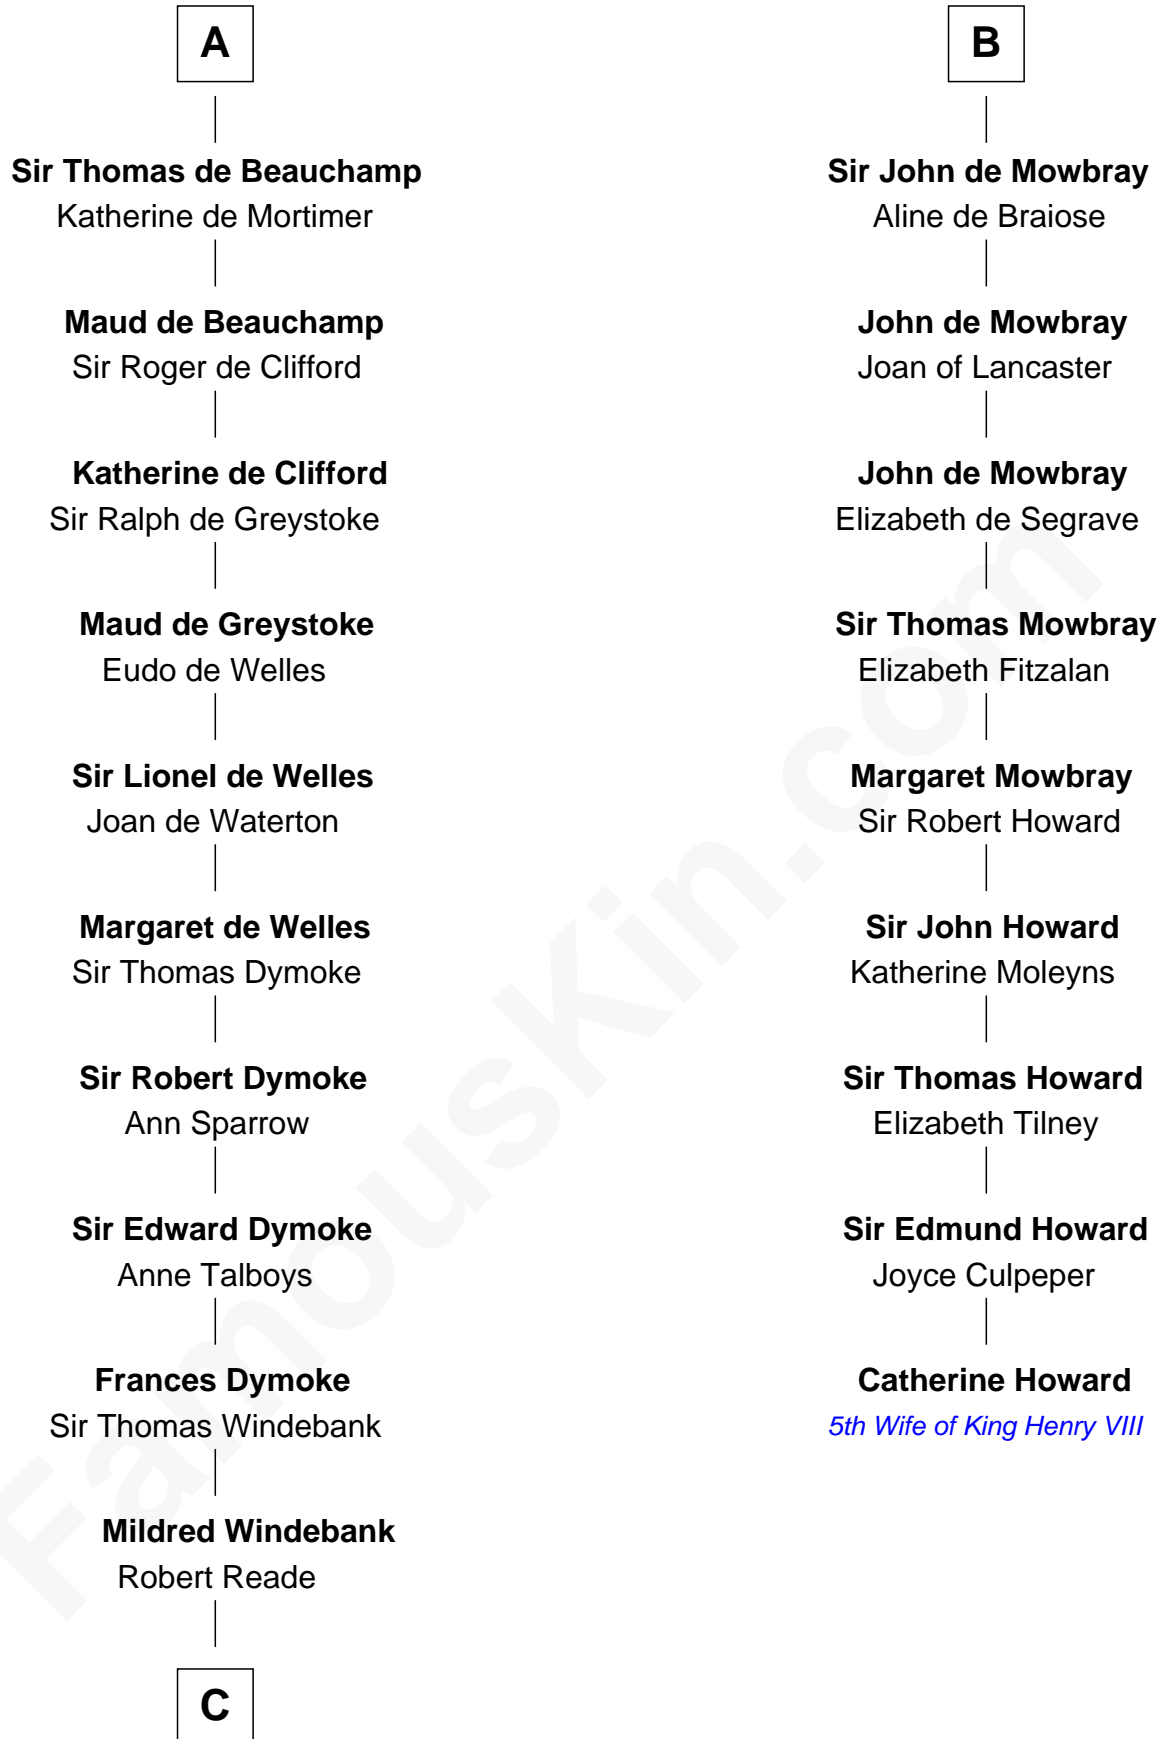 A
Sir Thomas de Beauchamp
Katherine de Mortimer
Maud de Beauchamp
Sir Roger de Clifford
Katherine de Clifford
Sir Ralph de Greystoke
Maud de Greystoke
Eudo de Welles
Sir Lionel de Welles
Joan de Waterton
Margaret de Welles
Sir Thomas Dymoke
Sir Robert Dymoke
Ann Sparrow
Sir Edward Dymoke
Anne Talboys
Frances Dymoke
Sir Thomas Windebank
Mildred Windebank
Robert Reade
C
B
Sir John de Mowbray
Aline de Braiose
John de Mowbray
Joan of Lancaster
John de Mowbray
Elizabeth de Segrave
Sir Thomas Mowbray
Elizabeth Fitzalan
Margaret Mowbray
Sir Robert Howard
Sir John Howard
Katherine Moleyns
Sir Thomas Howard
Elizabeth Tilney
Sir Edmund Howard
Joyce Culpeper
Catherine Howard
5th Wife of King Henry VIII
FamousKin.com